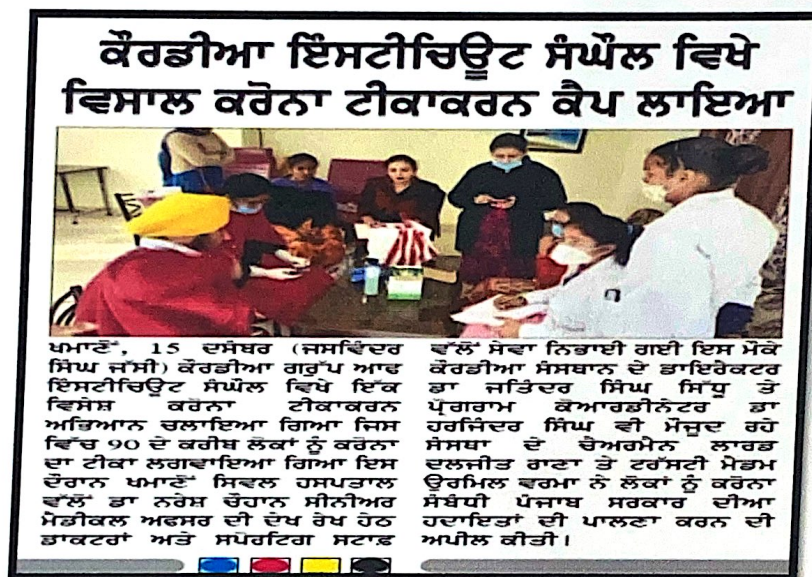 ਕੌਰਡੀਆ ਇੰਸਟੀਚਿਊਟ ਸੰਘੌਲ ਵਿਖੇ
ਵਿਸਾਲ ਕਰੋਨਾ ਟੀਕਾਕਰਨ ਕੈਪ ਲਾਇਆ
ਖਮਾਣੋਂ, 15 ਦਸੰਬਰ (ਜਸਵਿੰਦਰ
ਸਿੰਘ ਜੱਸੀ) ਕੌਰਡੀਆ ਗਰੁੱਪ ਆਫ
ਇੰਸਟੀਚਿਊਟ ਸੰਘੌਲ ਵਿਖੇ ਇੱਕ
ਵਿਸੇਸ਼ ਕਰੋਨਾ ਟੀਕਾਕਰਨ
ਅਭਿਆਨ ਚਲਾਇਆ ਗਿਆ ਜਿਸ
ਵਿੱਚ 90 ਦੇ ਕਰੀਬ ਲੋਕਾਂ ਨੂੰ ਕਰੋਨਾ
ਦਾ ਟੀਕਾ ਲਗਵਾਇਆ ਗਿਆ ਇਸ
ਦੌਰਾਨ ਖਮਾਣੋਂ ਸਿਵਲ ਹਸਪਤਾਲ
ਵੱਲੋਂ ਡਾ ਨਰੇਸ਼ ਚੌਹਾਨ ਸੀਨੀਅਰ
ਮੈਡੀਕਲ ਅਫਸਰ ਦੀ ਦੇਖ ਰੇਖ ਹੇਠ
ਡਾਕਟਰਾਂ ਅਤੇ ਸਪੋਰਟਿਗ ਸਟਾਫ਼
ਵੱਲੋਂ ਸੇਵਾ ਨਿਭਾਈ ਗਈ ਇਸ ਮੌਕੇ
ਕੌਰਡੀਆ ਸੰਸਥਾਨ ਦੇ ਡਾਇਰੈਕਟਰ
ਡਾ ਜਤਿੰਦਰ ਸਿੰਘ ਸਿੱਧੂ ਤੇ
ਪ੍ਰੋਗਰਾਮ ਕੋਆਰਡੀਨੇਟਰ ਡਾ
ਹਰਜਿੰਦਰ ਸਿੰਘ ਵੀ ਮੌਜੂਦ ਰਹੇ
ਸੰਸਥਾ ਦੇ ਚੇਅਰਮੈਨ ਲਾਰਡ
ਦਲਜੀਤ ਰਾਣਾ ਤੇ ਟਰੱਸਟੀ ਮੈਡਮ
ਉਰਮਿਲ ਵਰਮਾ ਨੇ ਲੋਕਾਂ ਨੂੰ ਕਰੋਨਾ
ਸੰਬੰਧੀ ਪੰਜਾਬ ਸਰਕਾਰ ਦੀਆ
ਹਦਾਇਤਾਂ ਦੀ ਪਾਲਣਾ ਕਰਨ ਦੀ
ਅਪੀਲ ਕੀਤੀ।